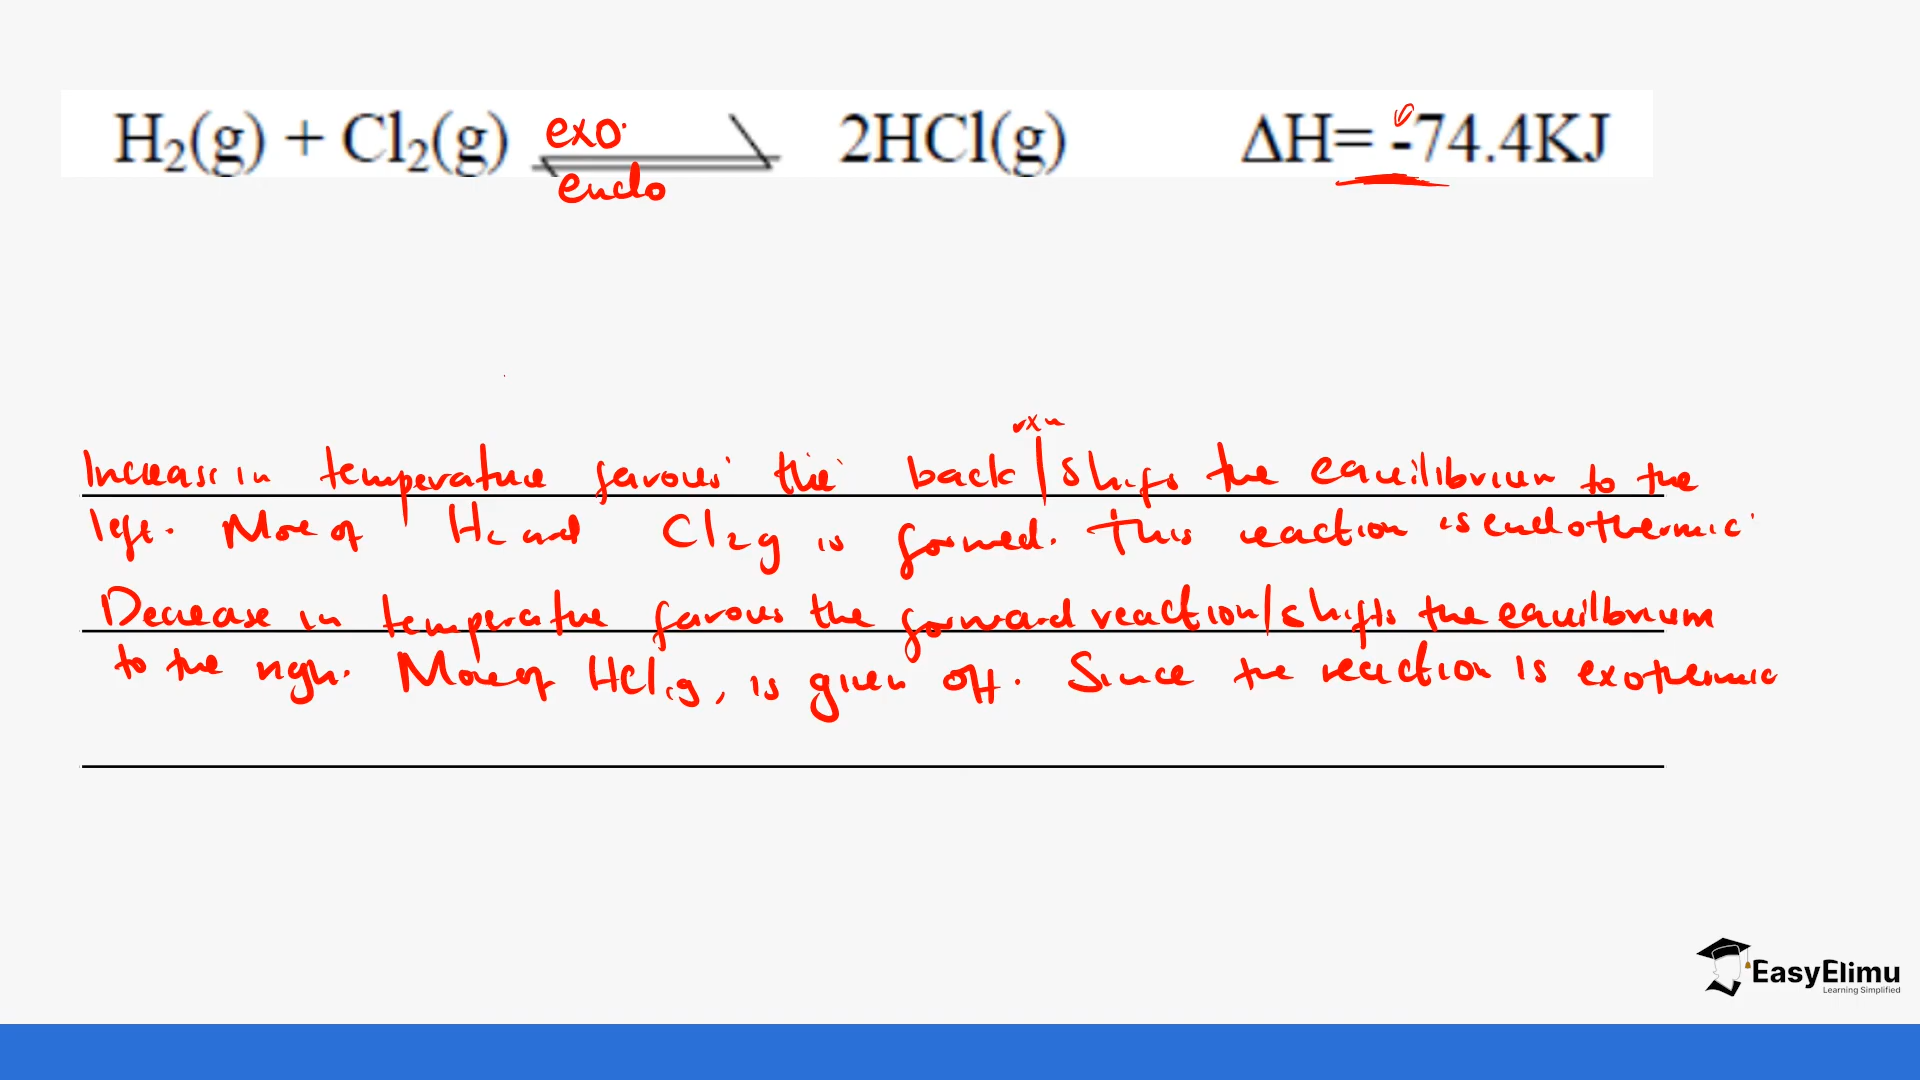 H₂(g) + Cl₂(g) exo. 2HCl(g) ΔH= -74.4KJ
endo
rxn
Increase in temperature favours the back | shifts the equilibrium to the
left. More of H₂ and Cl₂g is formed. This reaction is endothermic.
Decrease in temperature favours the forward reaction/shifts the equilibrium
to the righ. More of HCl(g) is given off. Since the reaction is exothermic
EasyElimu
Learning Simplified